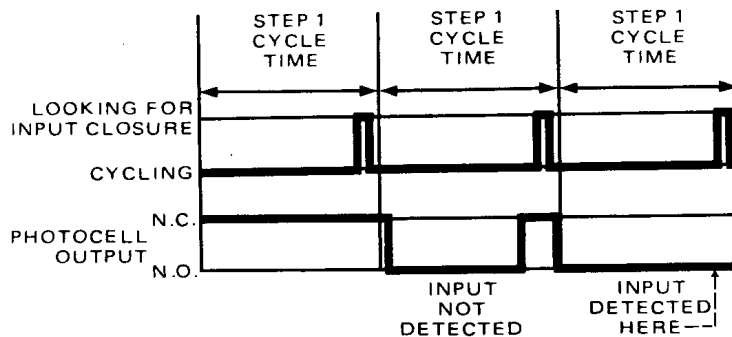 STEP 1
CYCLE
TIME
STEP 1
CYCLE
TIME
STEP 1
CYCLE
TIME
LOOKING FOR
INPUT CLOSURE
CYCLING
N.C.
PHOTOCELL
OUTPUT
N.O.
INPUT
NOT
DETECTED
INPUT
DETECTED
HERE